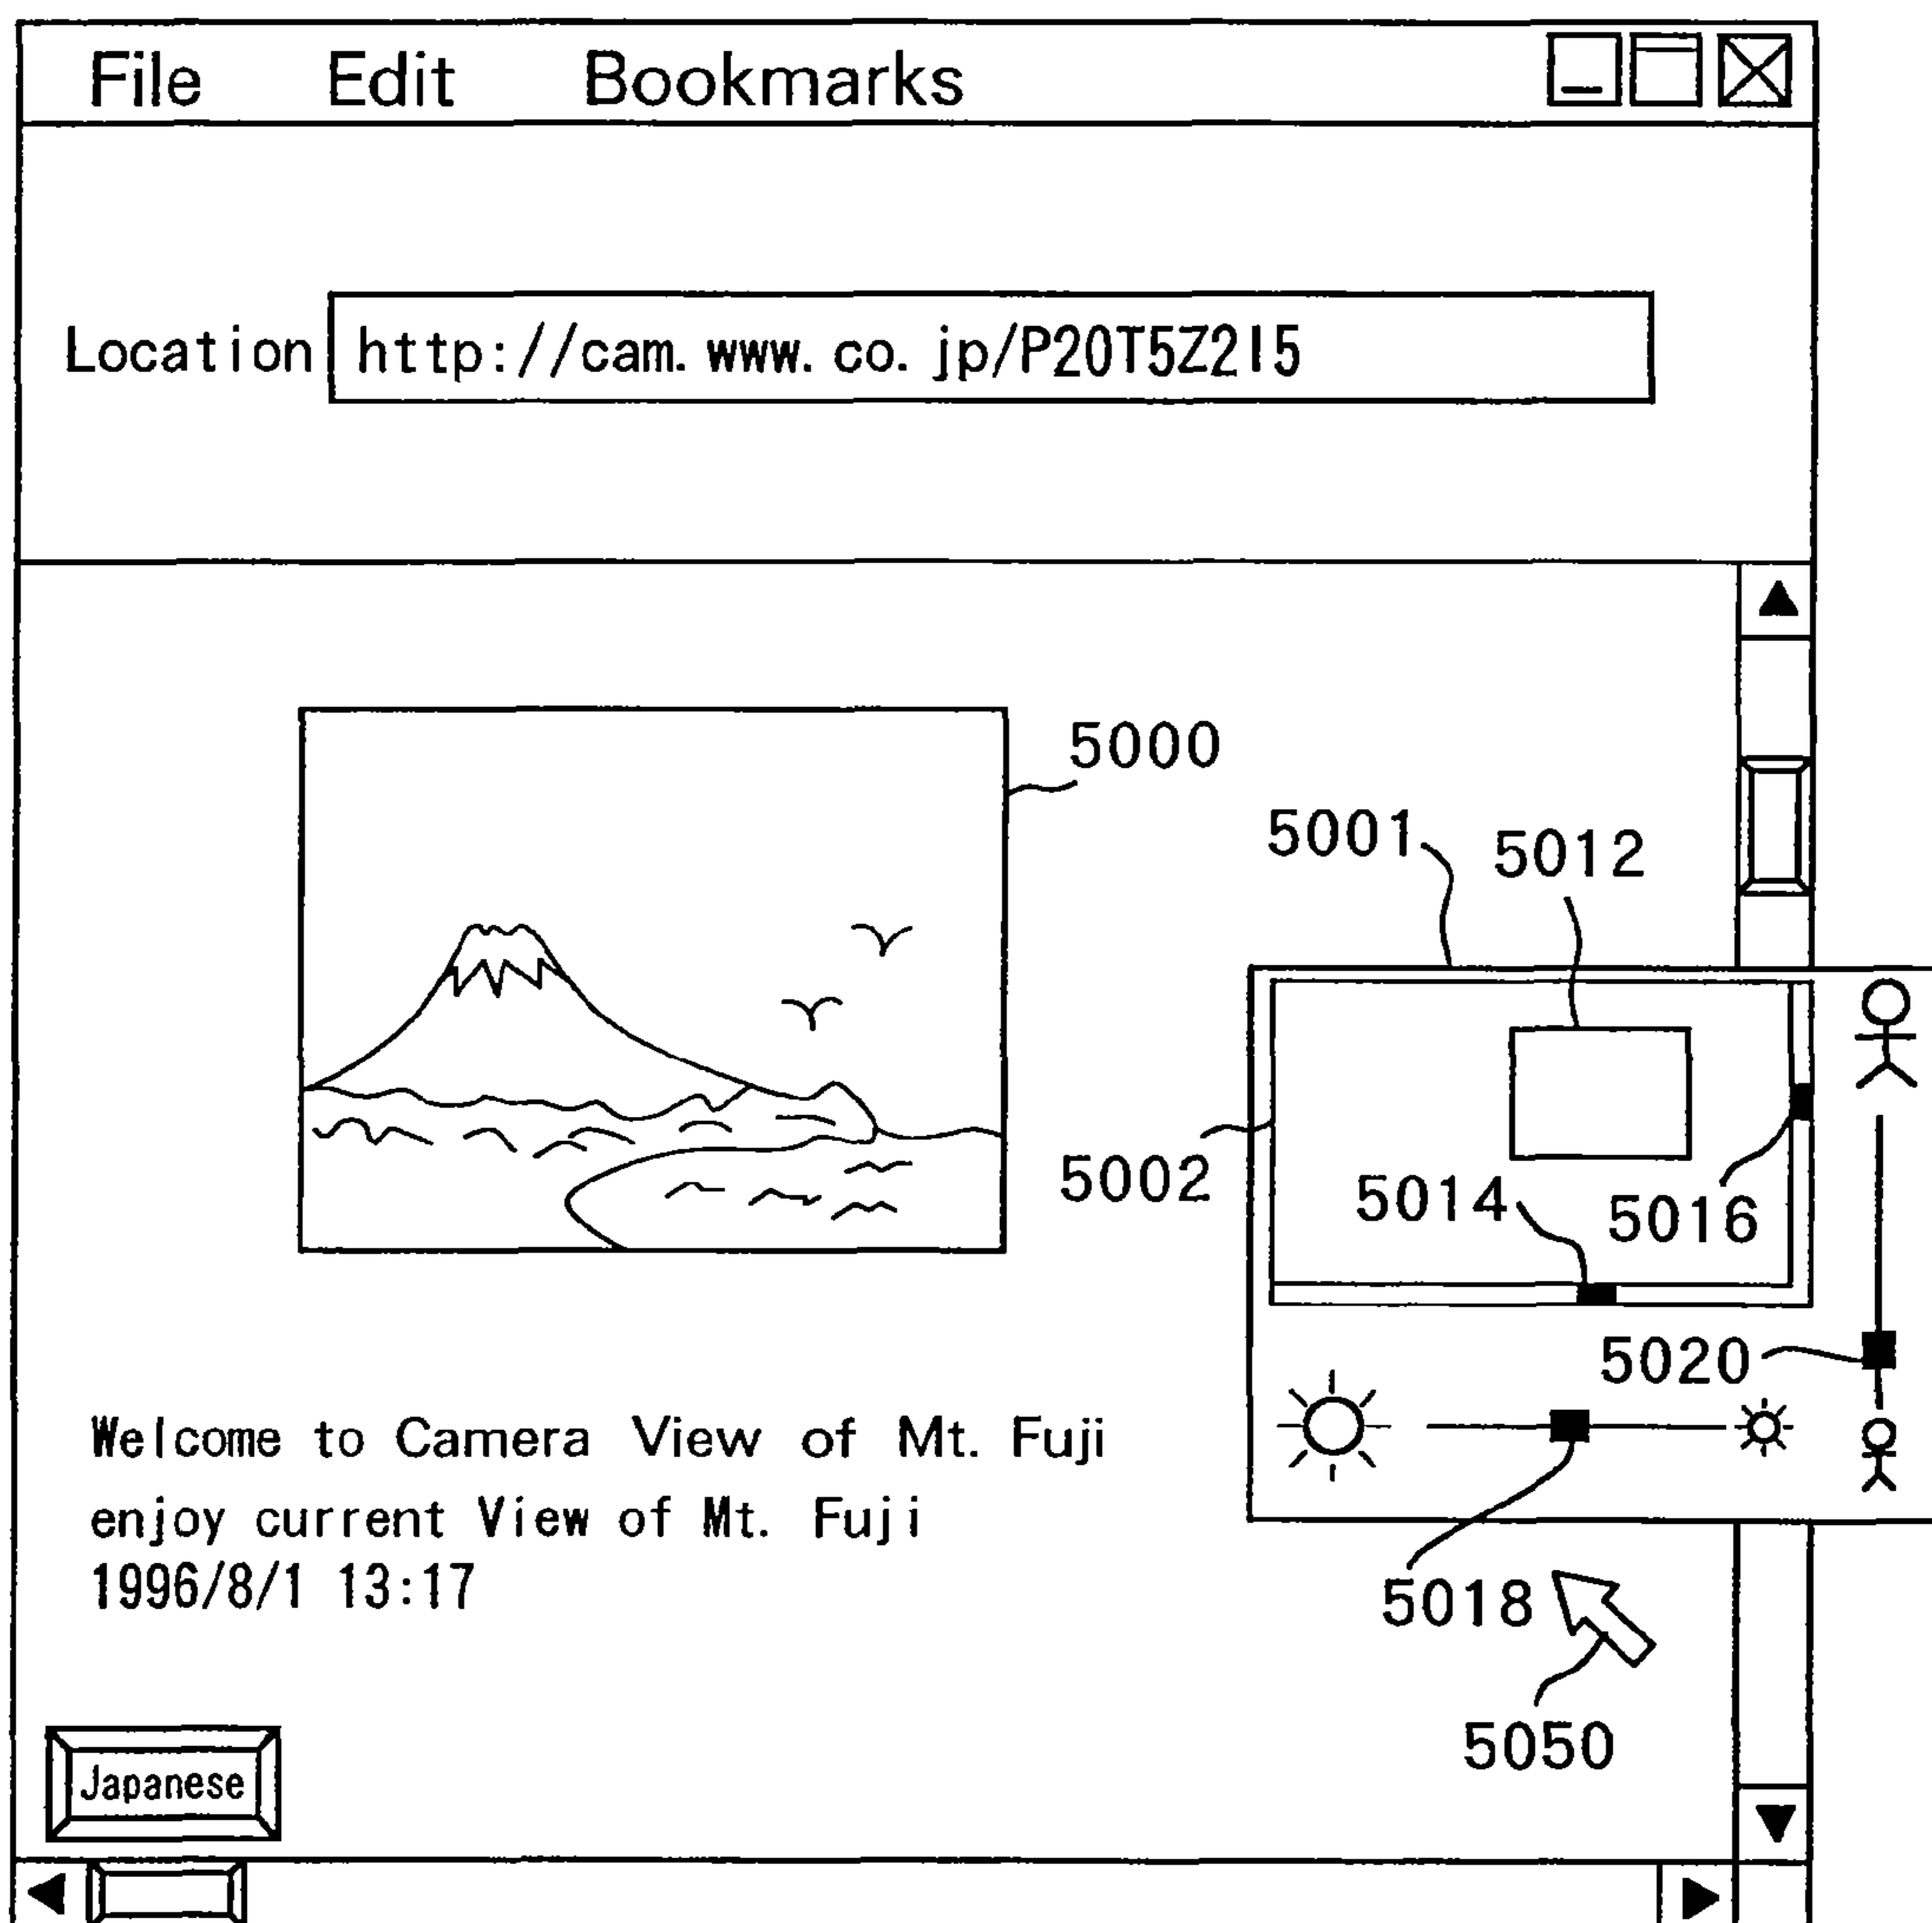 File Edit Bookmarks
Location http://cam.www.co.jp/P20T5Z2I5
5000
5001
5012
5002
5014
5016
5020
Welcome to Camera View of Mt. Fuji
enjoy current View of Mt. Fuji
1996/8/1 13:17
5018
5050
Japanese